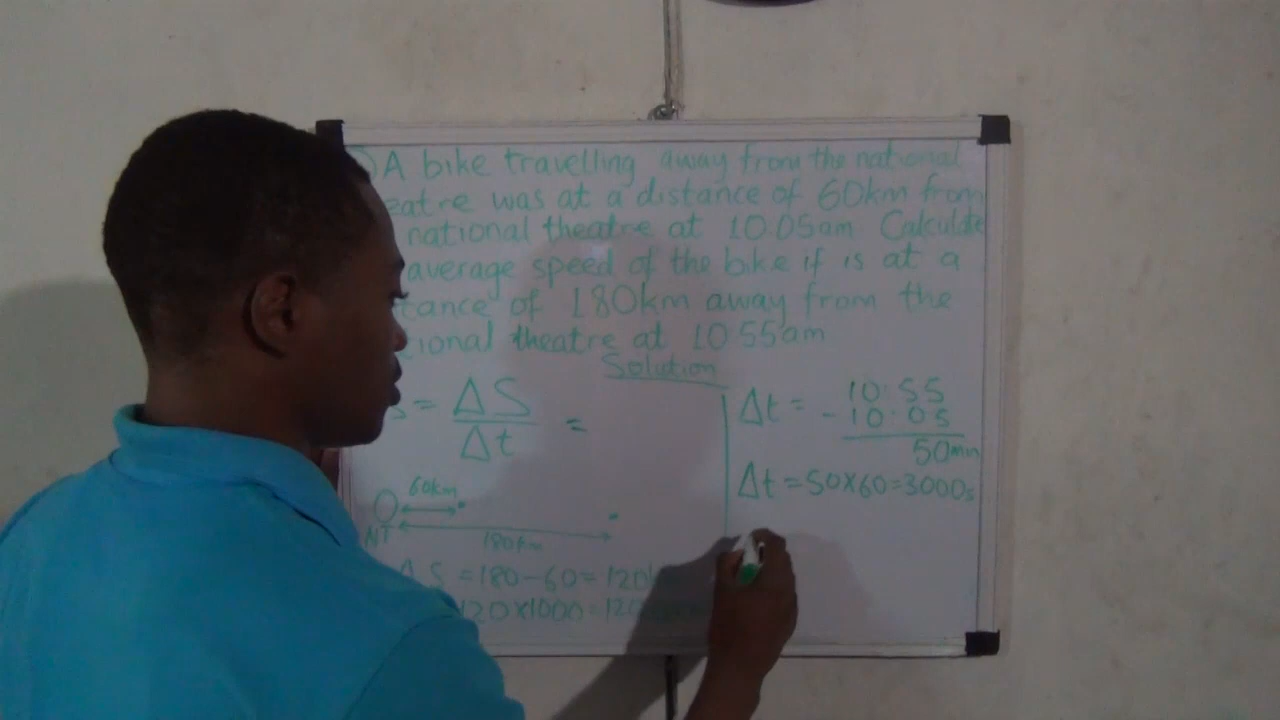 A bike travelling away from the national
eatre was at a distance of 60km from
national theatre at 10.05am Calculate
average speed of the bike if is at a
tance of 180km away from the
ional theatre at 10.55am
Solution
S = ΔS/Δt =
60km
NT
180km
ΔS = 180-60=120k
120x1000=120
Δt = 10:55
-10:05
50min
Δt =50x60=3000s